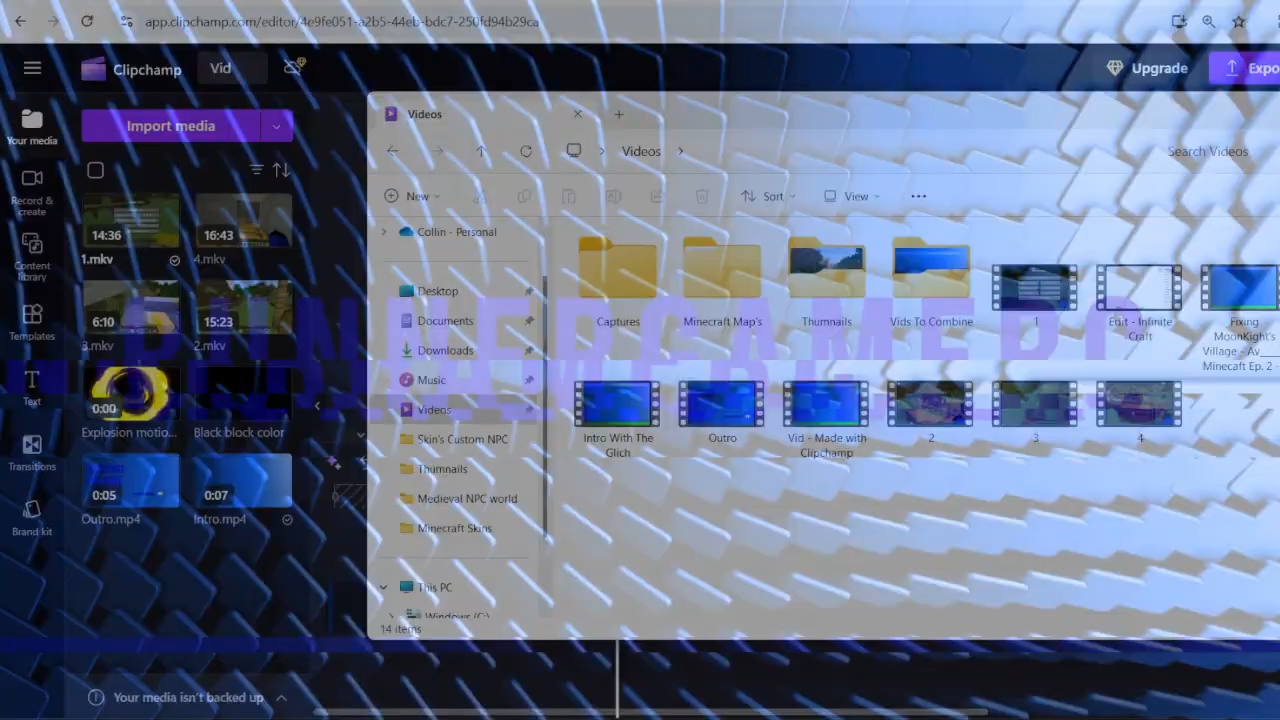 app.clipchamp.com/editor/4e9fe051-a2b5-44eb-bdc7-250fd94b29ca
Clipchamp
Vid
Upgrade
Expo
Your media
Import media
Record &
create
Content
library
Templates
Text
Transitions
Brand kit
14:36
16:43
1.mkv
4.mkv
6:10
15:23
3.mkv
2.mkv
0:00
Explosion motio...
Black block color
0:05
0:07
Outro.mp4
Intro.mp4
Your media isn't backed up
Videos
Videos
Search Videos
New
Sort
View
Collin - Personal
Desktop
Documents
Downloads
Music
Videos
Skin's Custom NPC
Thumnails
Medieval NPC world
Minecraft Skins
This PC
Windows (C:)
14 items
Captures
Minecraft Map's
Thumnails
Vids To Combine
1
Edit - Infinite
Craft
Fixing
MoonKight's
Village - Av___
Minecaft Ep. 2 -
Intro With The
Glich
Outro
Vid - Made with
Clipchamp
2
3
4